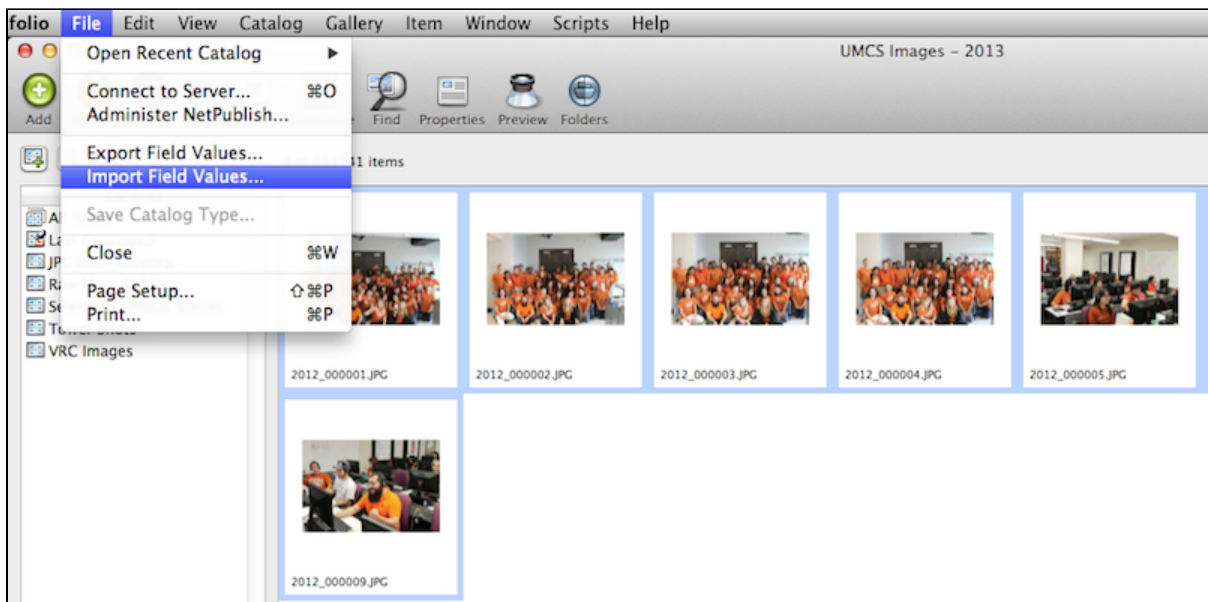 folio File Edit View Catalog Gallery Item Window Scripts Help
UMCS Images – 2013
Open Recent Catalog ▶
Connect to Server... ⌘O
Administer NetPublish...
Export Field Values...
Import Field Values...
Save Catalog Type...
Close ⌘W
Page Setup... ⇧⌘P
Print... ⌘P
Add Find Properties Preview Folders
items
VRC Images
2012_000001.JPG 2012_000002.JPG 2012_000003.JPG 2012_000004.JPG 2012_000005.JPG
2012_000009.JPG